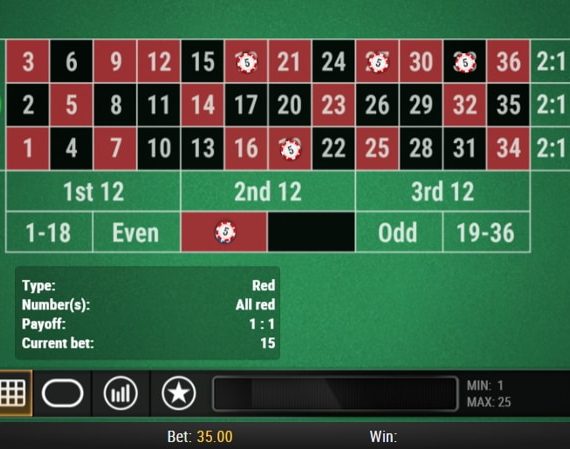 3 6 9 12 15 5 21 24 5 30 5 36 2:1
2 5 8 11 14 17 20 23 26 29 32 35 2:1
1 4 7 10 13 16 5 22 25 28 31 34 2:1
1st 12 2nd 12 3rd 12
1-18 Even 5 Odd 19-36
Type: Red
Number(s): All red
Payoff: 1 : 1
Current bet: 15
MIN: 1
MAX: 25
Bet: 35.00 Win: